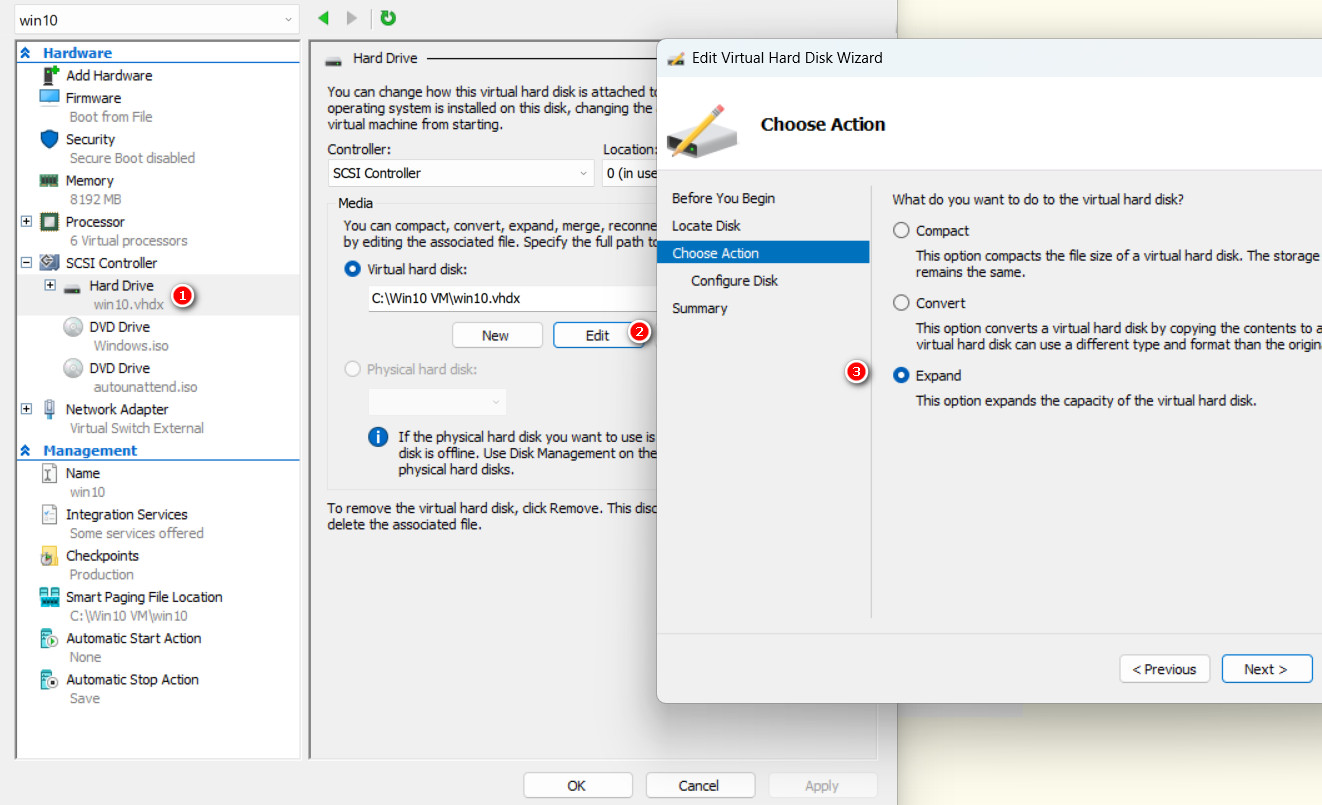 win10
Hardware
Add Hardware
Firmware
Boot from File
Security
Secure Boot disabled
Memory
8192 MB
Processor
6 Virtual processors
SCSI Controller
Hard Drive
win10.vhdx
1
DVD Drive
Windows.iso
DVD Drive
autounattend.iso
Network Adapter
Virtual Switch External
Management
Name
win10
Integration Services
Some services offered
Checkpoints
Production
Smart Paging File Location
C:\Win10 VM\win10
Automatic Start Action
None
Automatic Stop Action
Save
Hard Drive
You can change how this virtual hard disk is attached to
operating system is installed on this disk, changing the
virtual machine from starting.
Controller:
Location:
SCSI Controller
0 (in use
Media
You can compact, convert, expand, merge, reconne
by editing the associated file. Specify the full path to
Virtual hard disk:
C:\Win10 VM\win10.vhdx
New
Edit
2
Physical hard disk:
If the physical hard disk you want to use is
disk is offline. Use Disk Management on the
physical hard disks.
To remove the virtual hard disk, click Remove. This disc
delete the associated file.
OK
Cancel
Apply
Edit Virtual Hard Disk Wizard
Choose Action
Before You Begin
Locate Disk
Choose Action
Configure Disk
Summary
What do you want to do to the virtual hard disk?
Compact
This option compacts the file size of a virtual hard disk. The storage
remains the same.
Convert
This option converts a virtual hard disk by copying the contents to a
virtual hard disk can use a different type and format than the origin
3
Expand
This option expands the capacity of the virtual hard disk.
< Previous
Next >